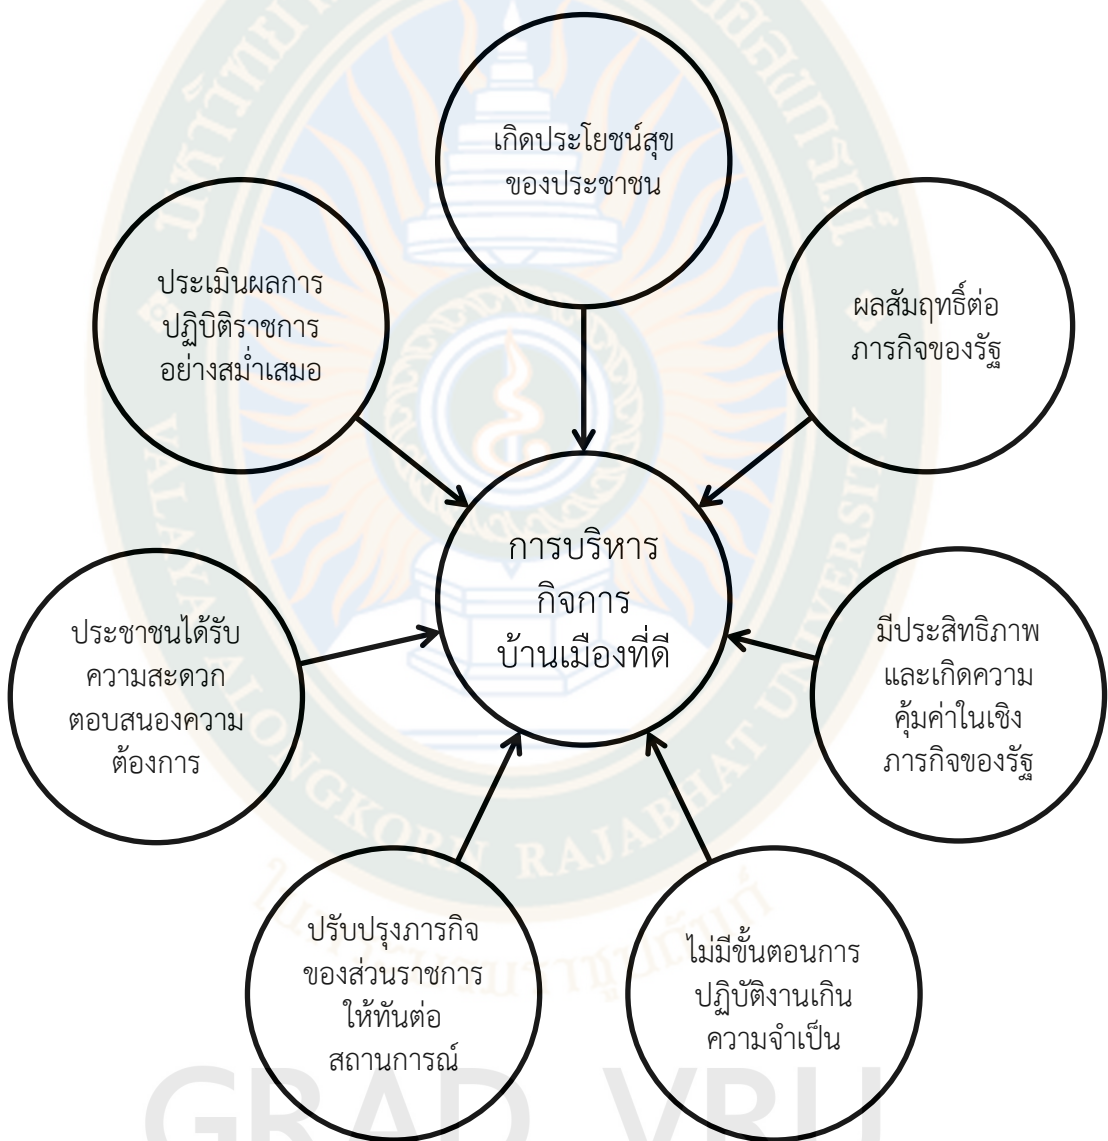 เกิดประโยชน์สุข
ของประชาชน
ประเมินผลการ
ปฏิบิติราชการ
อย่างสม่ำเสมอ
ผลสัมฤทธิ์ต่อ
ภารกิจของรัฐ
การบริหาร
กิจการ
บ้านเมืองที่ดี
ประชาชนได้รับ
ความสะดวก
ตอบสนองความ
ต้องการ
มีประสิทธิภาพ
และเกิดความ
คุ้มค่าในเชิง
ภารกิจของรัฐ
ปรับปรุงภารกิจ
ของส่วนราชการ
ให้ทันต่อ
สถานการณ์
ไม่มีขั้นตอนการ
ปฏิบัติงานเกิน
ความจำเป็น
VALAYA ALONGKORN RAJABHAT UNIVERSITY
GRAD VRU